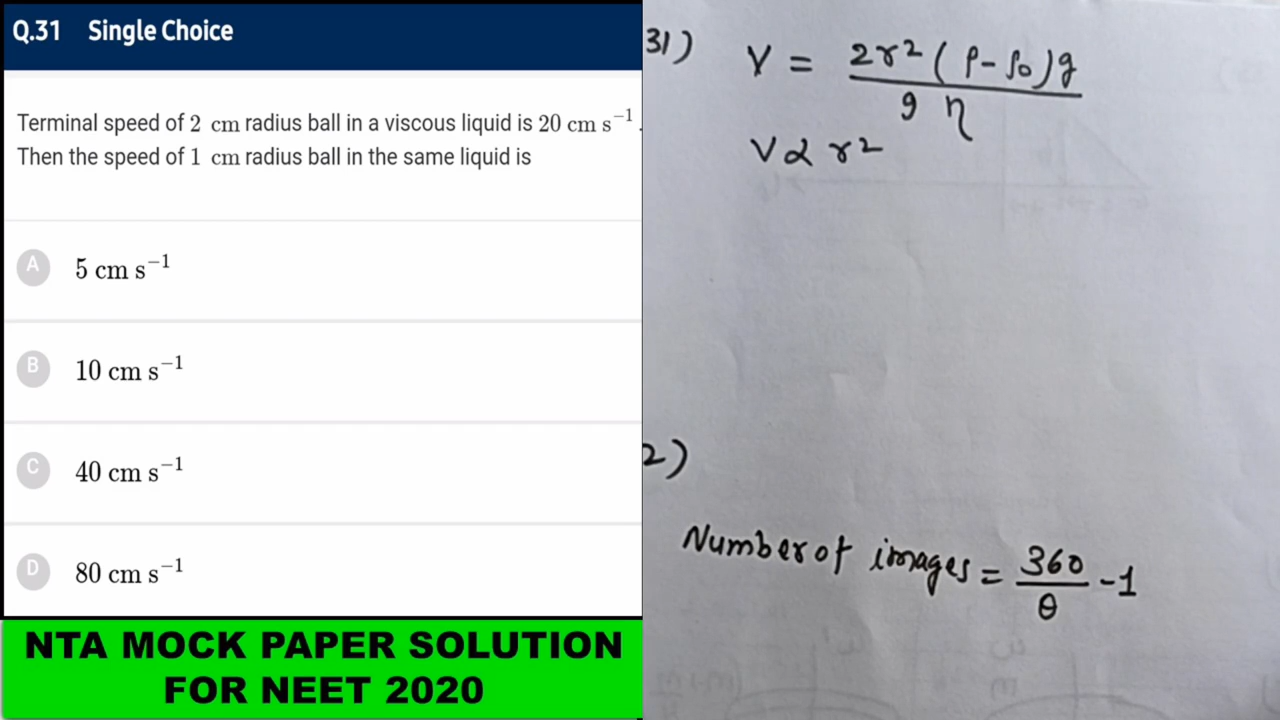 Q.31 Single Choice
Terminal speed of 2 cm radius ball in a viscous liquid is 20 cm s⁻¹.
Then the speed of 1 cm radius ball in the same liquid is
A 5 cm s⁻¹
B 10 cm s⁻¹
C 40 cm s⁻¹
D 80 cm s⁻¹
NTA MOCK PAPER SOLUTION
FOR NEET 2020
31) V = 2r² (ρ - ρ₀)g / 9 η
V ∝ r²
2)
Number of images = 360 / θ - 1